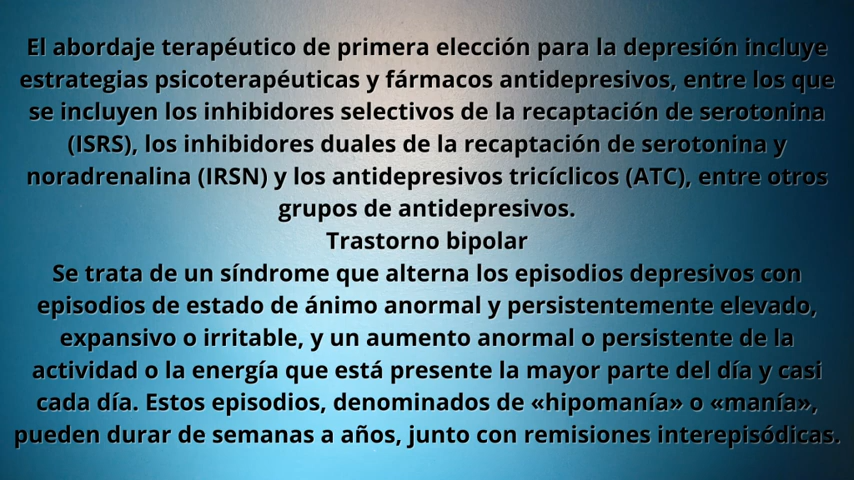 El abordaje terapéutico de primera elección para la depresión incluye
estrategias psicoterapéuticas y fármacos antidepresivos, entre los que
se incluyen los inhibidores selectivos de la recaptación de serotonina
(ISRS), los inhibidores duales de la recaptación de serotonina y
noradrenalina (IRSN) y los antidepresivos tricíclicos (ATC), entre otros
grupos de antidepresivos.
Trastorno bipolar
Se trata de un síndrome que alterna los episodios depresivos con
episodios de estado de ánimo anormal y persistentemente elevado,
expansivo o irritable, y un aumento anormal o persistente de la
actividad o la energía que está presente la mayor parte del día y casi
cada día. Estos episodios, denominados de «hipomanía» o «manía»,
pueden durar de semanas a años, junto con remisiones interepisódicas.